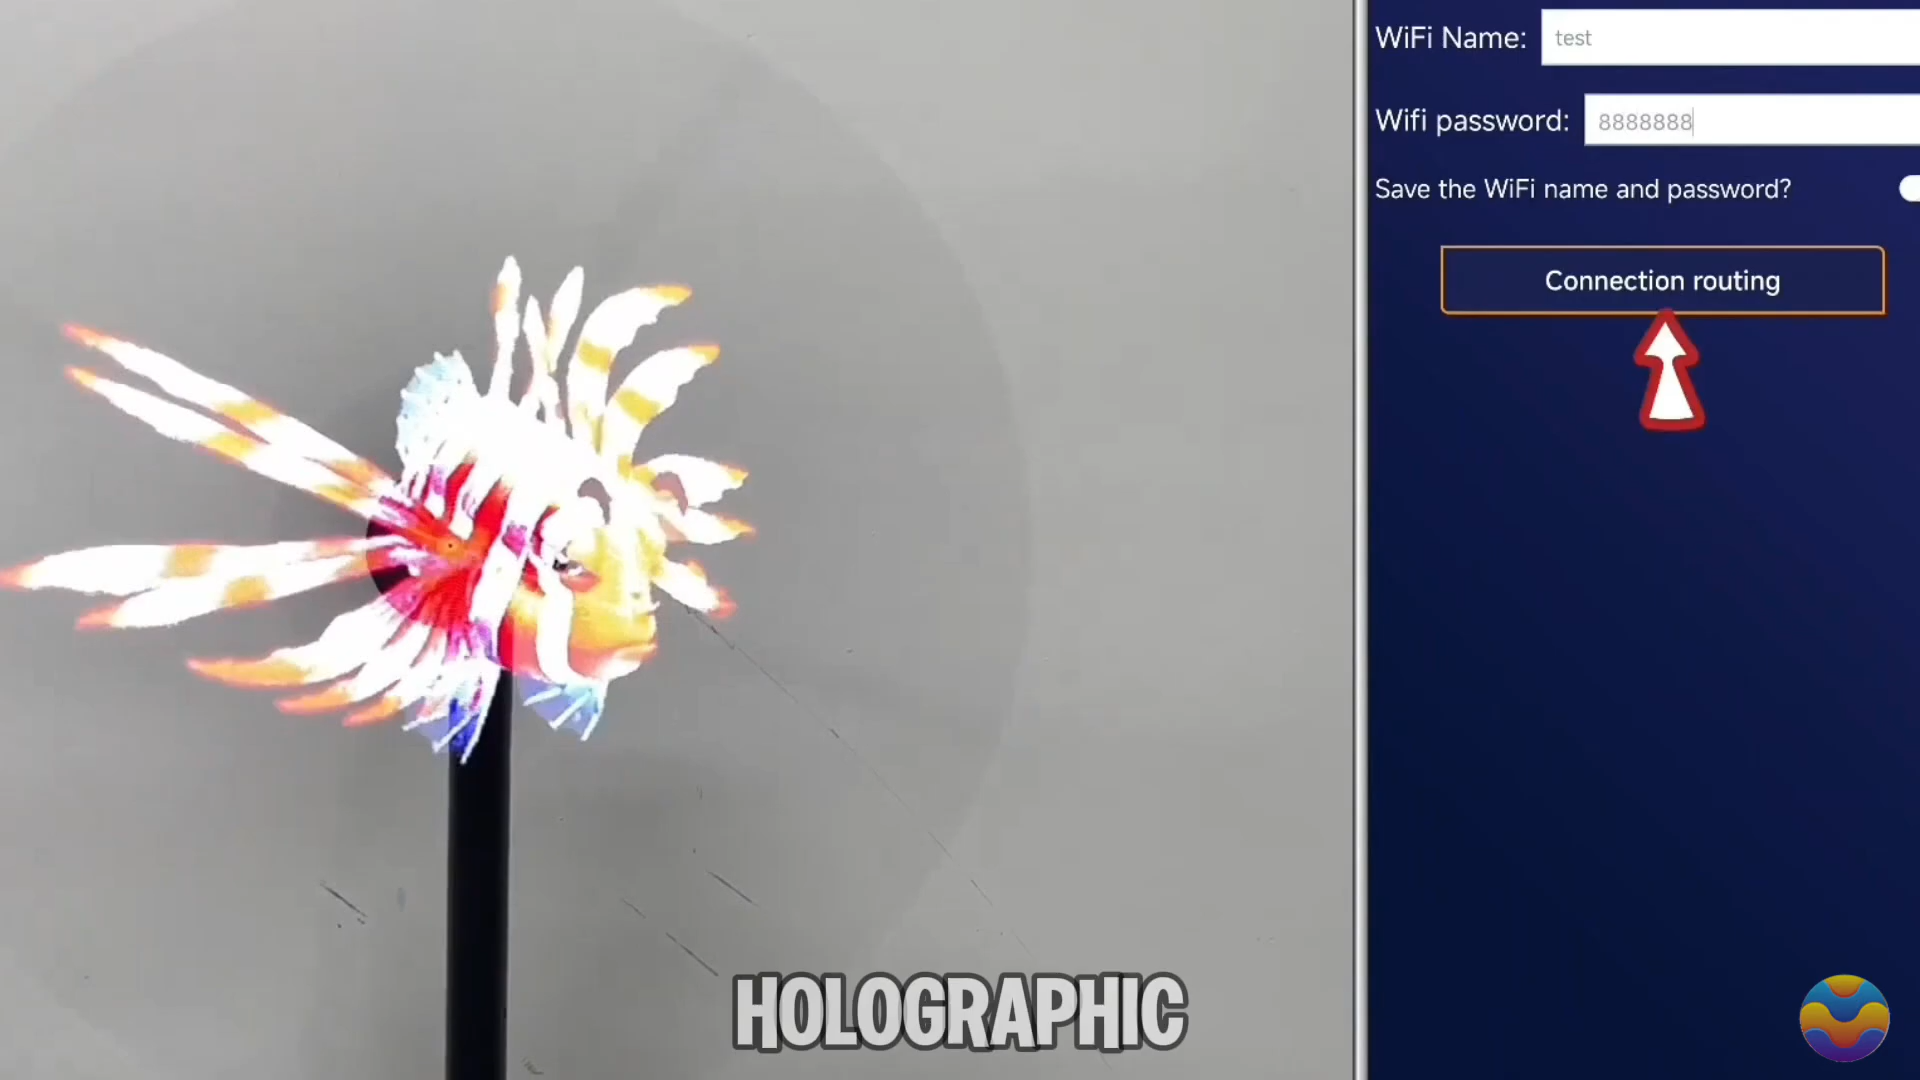 WiFi Name: test
Wifi password: 8888888
Save the WiFi name and password?
Connection routing
HOLOGRAPHIC